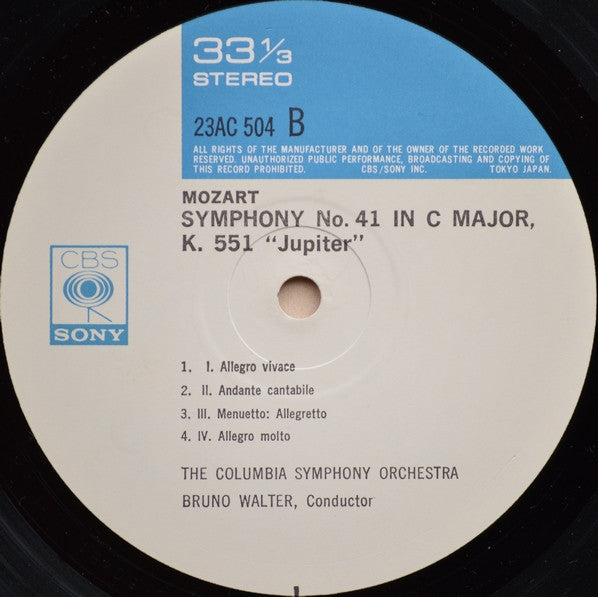 33 1/3
STEREO
23AC 504 B
ALL RIGHTS OF THE MANUFACTURER AND OF THE OWNER OF THE RECORDED WORK
RESERVED. UNAUTHORIZED PUBLIC PERFORMANCE, BROADCASTING AND COPYING OF
THIS RECORD PROHIBITED. CBS/SONY INC. TOKYO JAPAN.
MOZART
SYMPHONY No. 41 IN C MAJOR,
K. 551 “Jupiter”
CBS
SONY
1. I. Allegro vivace
2. II. Andante cantabile
3. III. Menuetto: Allegretto
4. IV. Allegro molto
THE COLUMBIA SYMPHONY ORCHESTRA
BRUNO WALTER, Conductor